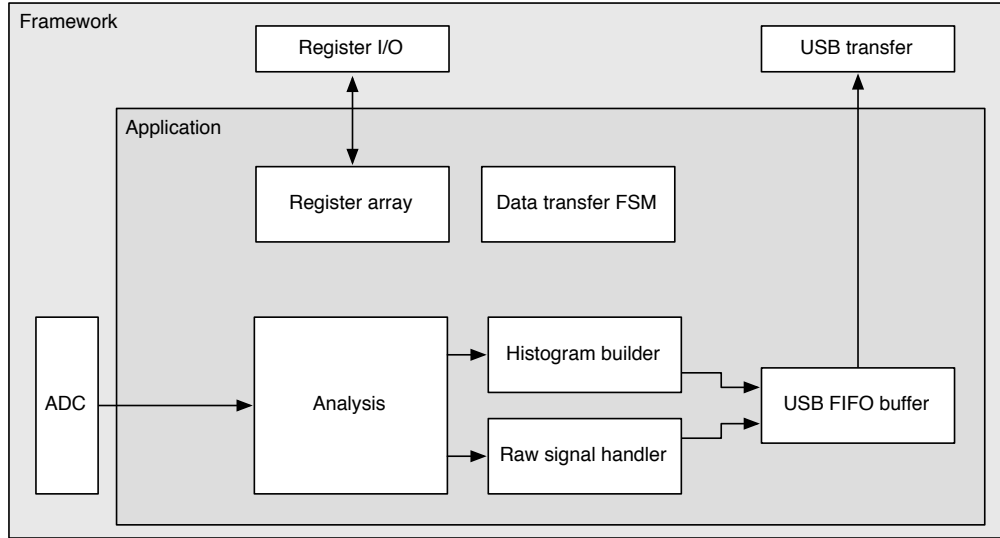 Framework
Register I/O
USB transfer
Application
Register array
Data transfer FSM
ADC
Analysis
Histogram builder
Raw signal handler
USB FIFO buffer